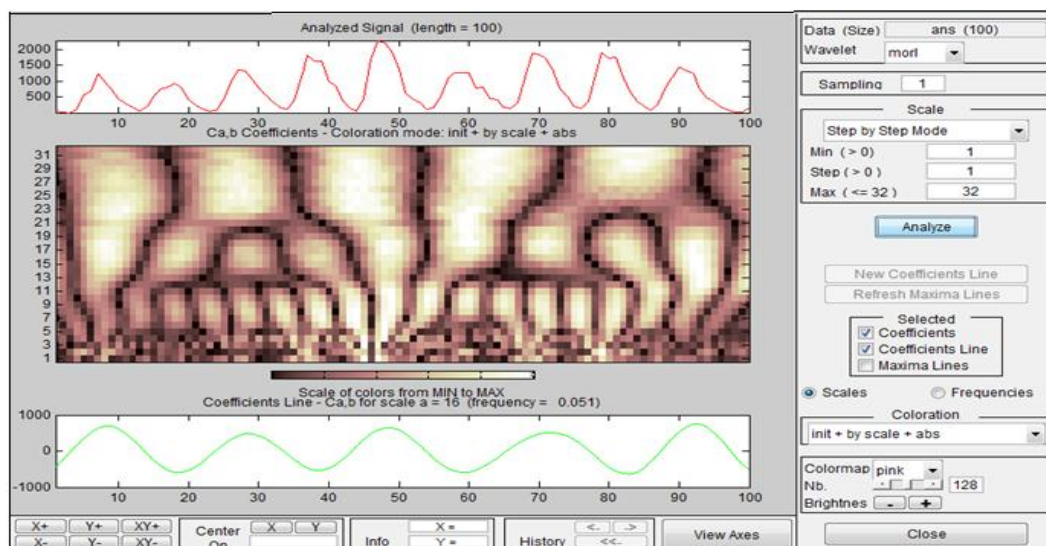 Analyzed Signal (length = 100)
2000
1500
1000
500
10 20 30 40 50 60 70 80 90 100
Ca,b Coefficients - Coloration mode: init + by scale + abs
31
29
27
25
23
21
19
17
15
13
11
9
7
5
3
1
Scale of colors from MIN to MAX
Coefficients Line - Ca,b for scale a = 16 (frequency = 0.051)
1000
0
-1000
10 20 30 40 50 60 70 80 90 100
X+ Y+ XY+
X- Y- XY-
Center
On
X Y
Info
X =
Y =
History
<- ->
<<-
View Axes
Data (Size) ans (100)
Wavelet morl
Sampling 1
Scale
Step by Step Mode
Min ( > 0) 1
Step ( > 0) 1
Max ( <= 32 ) 32
Analyze
New Coefficients Line
Refresh Maxima Lines
Selected
Coefficients
Coefficients Line
Maxima Lines
Scales Frequencies
Coloration
init + by scale + abs
Colormap pink
Nb. 128
Brightnes - +
Close